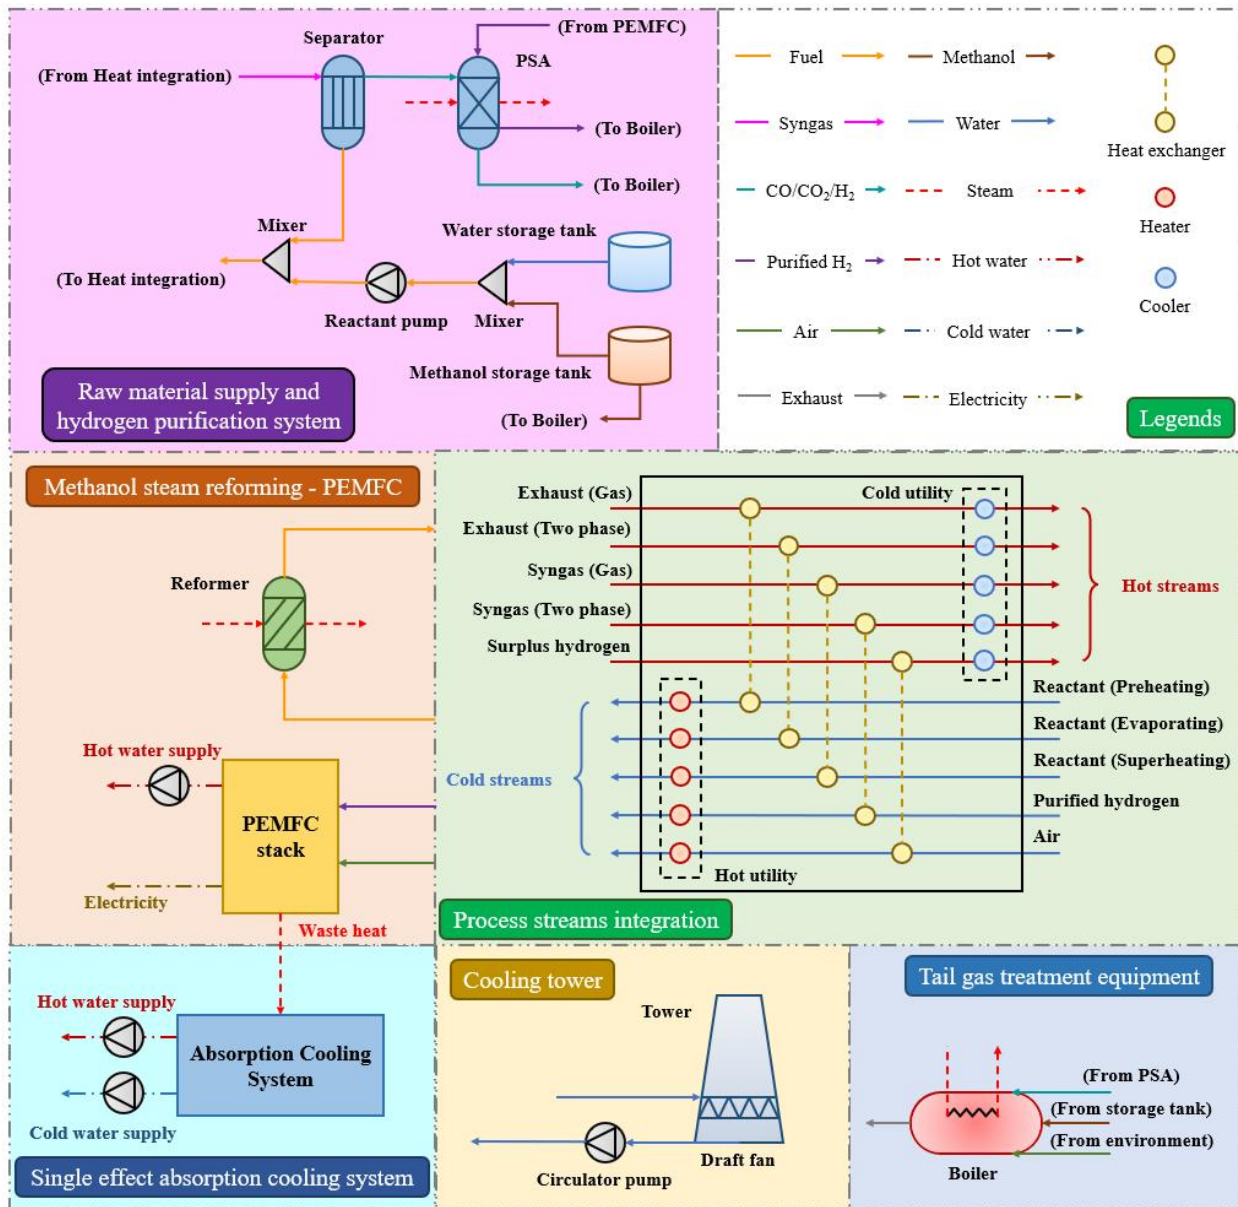 Separator
(From PEMFC)
PSA
(From Heat integration)
(To Boiler)
(To Boiler)
Mixer
Water storage tank
(To Heat integration)
Reactant pump
Mixer
Methanol storage tank
(To Boiler)
Raw material supply and
hydrogen purification system
Fuel
Methanol
Syngas
Water
Heat exchanger
CO/CO₂/H₂
Steam
Heater
Purified H₂
Hot water
Cooler
Air
Cold water
Exhaust
Electricity
Legends
Methanol steam reforming - PEMFC
Reformer
Hot water supply
PEMFC
stack
Electricity
Waste heat
Exhaust (Gas)
Cold utility
Exhaust (Two phase)
Syngas (Gas)
Hot streams
Syngas (Two phase)
Surplus hydrogen
Reactant (Preheating)
Reactant (Evaporating)
Reactant (Superheating)
Cold streams
Purified hydrogen
Air
Hot utility
Process streams integration
Hot water supply
Absorption Cooling
System
Cold water supply
Single effect absorption cooling system
Cooling tower
Tower
Circulator pump
Draft fan
Tail gas treatment equipment
(From PSA)
(From storage tank)
(From environment)
Boiler